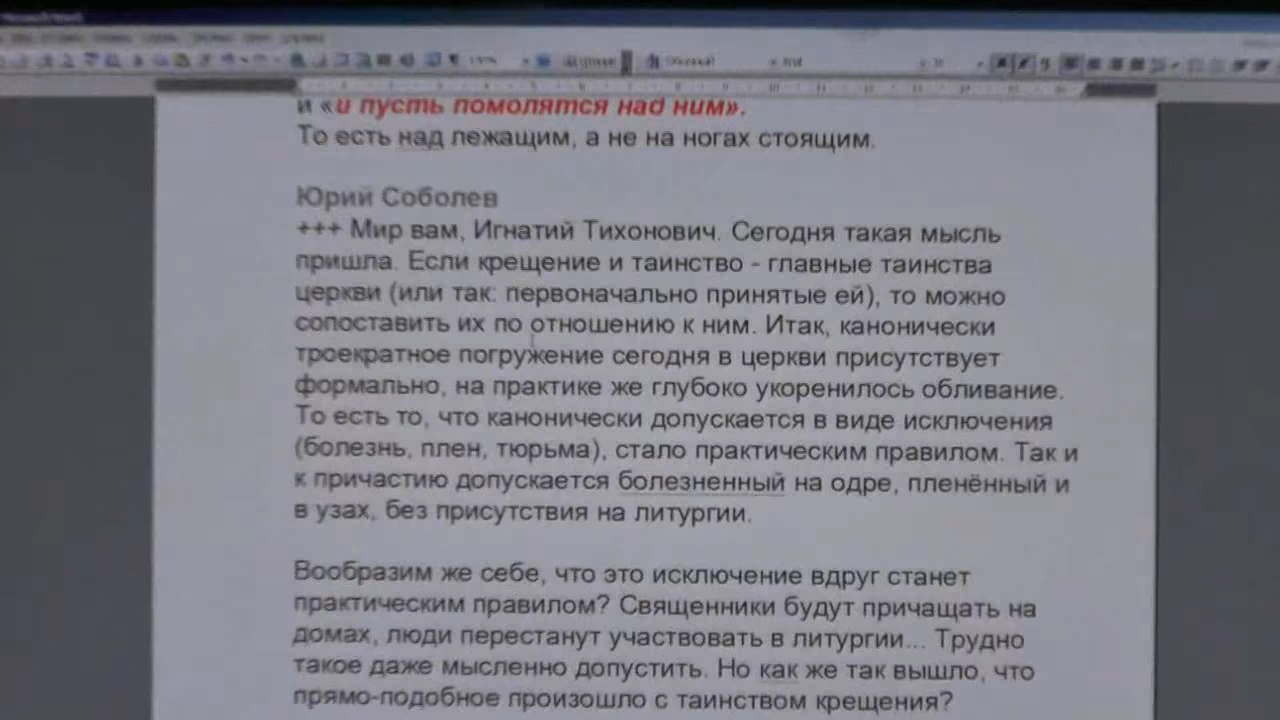 и «и пусть помолятся над ним».
То есть над лежащим, а не на ногах стоящим.
Юрий Соболев
+++ Мир вам, Игнатий Тихонович. Сегодня такая мысль
пришла. Если крещение и таинство - главные таинства
церкви (или так: первоначально принятые ей), то можно
сопоставить их по отношению к ним. Итак, канонически
троекратное погружение сегодня в церкви присутствует
формально, на практике же глубоко укоренилось обливание.
То есть то, что канонически допускается в виде исключения
(болезнь, плен, тюрьма), стало практическим правилом. Так и
к причастию допускается болезненный на одре, пленённый и
в узах, без присутствия на литургии.
Вообразим же себе, что это исключение вдруг станет
практическим правилом? Священники будут причащать на
домах, люди перестанут участвовать в литургии... Трудно
такое даже мысленно допустить. Но как же так вышло, что
прямо-подобное произошло с таинством крещения?